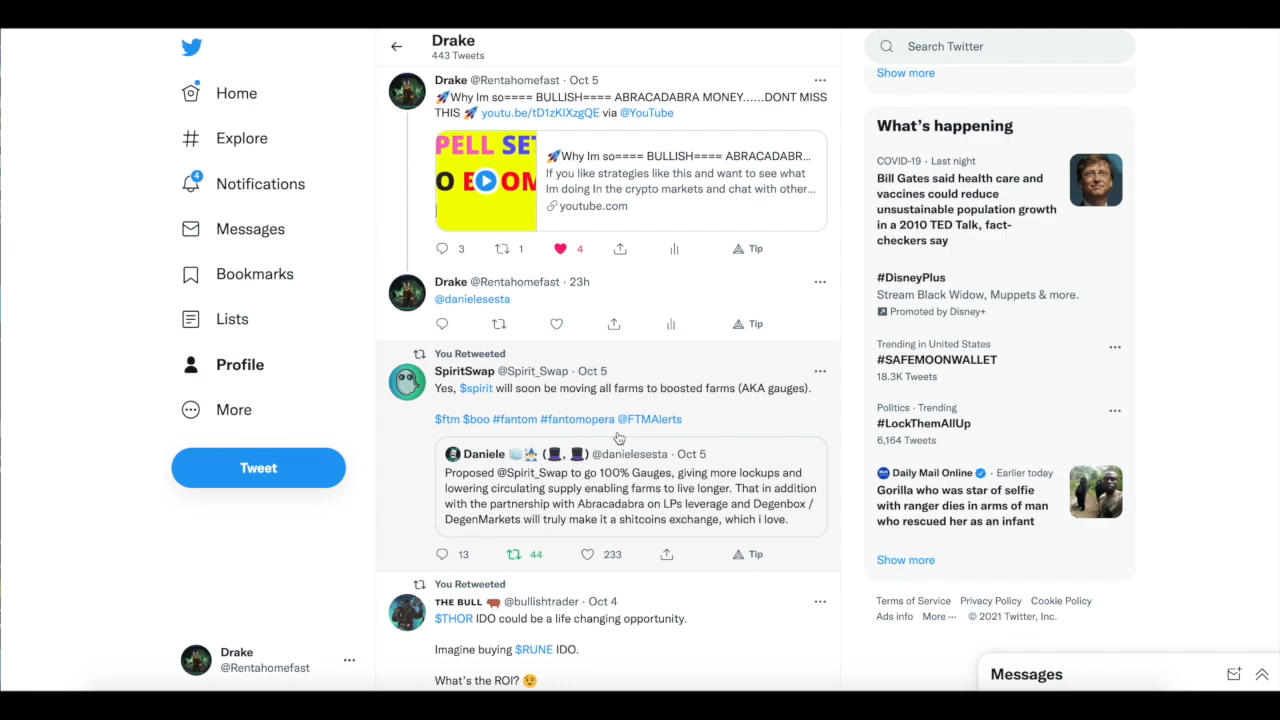 Home
Explore
4
Notifications
Messages
Bookmarks
Lists
Profile
More
Tweet
Drake
@Rentahomefast
Drake
443 Tweets
Drake @Rentahomefast · Oct 5
🚀Why Im so==== BULLISH==== ABRACADABRA MONEY......DONT MISS
THIS 🚀 youtu.be/tD1zKIXzgQE via @YouTube
PELL SE
O BOOM
🚀Why Im so==== BULLISH==== ABRACADABR...
If you like strategies like this and want to see what
Im doing In the crypto markets and chat with other...
youtube.com
3 1 4 Tip
Drake @Rentahomefast · 23h
@danielesesta
Tip
You Retweeted
SpiritSwap @Spirit_Swap · Oct 5
Yes, $spirit will soon be moving all farms to boosted farms (AKA gauges).
$ftm $boo #fantom #fantomopera @FTMAlerts
Daniele 🧊🧙‍♂️ (🎩, 🎩) @danielesesta · Oct 5
Proposed @Spirit_Swap to go 100% Gauges, giving more lockups and
lowering circulating supply enabling farms to live longer. That in addition
with the partnership with Abracadabra on LPs leverage and Degenbox /
DegenMarkets will truly make it a shitcoins exchange, which i love.
13 44 233 Tip
You Retweeted
ᴛʜᴇ ʙᴜʟʟ 🐂 @bullishtrader · Oct 4
$THOR IDO could be a life changing opportunity.
Imagine buying $RUNE IDO.
What's the ROI? 😉
Search Twitter
Show more
What's happening
COVID-19 · Last night
Bill Gates said health care and
vaccines could reduce
unsustainable population growth
in a 2010 TED Talk, fact-
checkers say
#DisneyPlus
Stream Black Widow, Muppets & more.
Promoted by Disney+
Trending in United States
#SAFEMOONWALLET
18.3K Tweets
Politics · Trending
#LockThemAllUp
6,164 Tweets
Daily Mail Online · Earlier today
Gorilla who was star of selfie
with ranger dies in arms of man
who rescued her as an infant
Show more
Terms of Service Privacy Policy Cookie Policy
Ads info More ··· © 2021 Twitter, Inc.
Messages